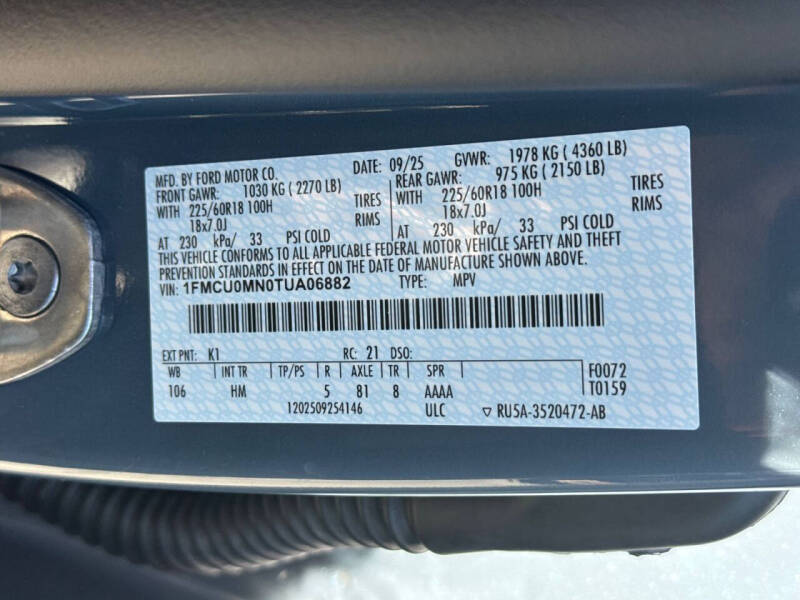 MFD. BY FORD MOTOR CO. DATE: 09/25 GVWR: 1978 KG ( 4360 LB)
FRONT GAWR: 1030 KG ( 2270 LB) REAR GAWR: 975 KG ( 2150 LB)
WITH 225/60R18 100H TIRES WITH 225/60R18 100H TIRES
18x7.0J RIMS 18x7.0J RIMS
AT 230 kPa/ 33 PSI COLD AT 230 kPa/ 33 PSI COLD
THIS VEHICLE CONFORMS TO ALL APPLICABLE FEDERAL MOTOR VEHICLE SAFETY AND THEFT
PREVENTION STANDARDS IN EFFECT ON THE DATE OF MANUFACTURE SHOWN ABOVE.
VIN: 1FMCU0MN0TUA06882 TYPE: MPV
EXT PNT: K1 RC: 21 DSO:
WB INT TR TP/PS R AXLE TR SPR F0072
106 HM 5 81 8 AAAA T0159
1202509254146 ULC ▽ RU5A-3520472-AB